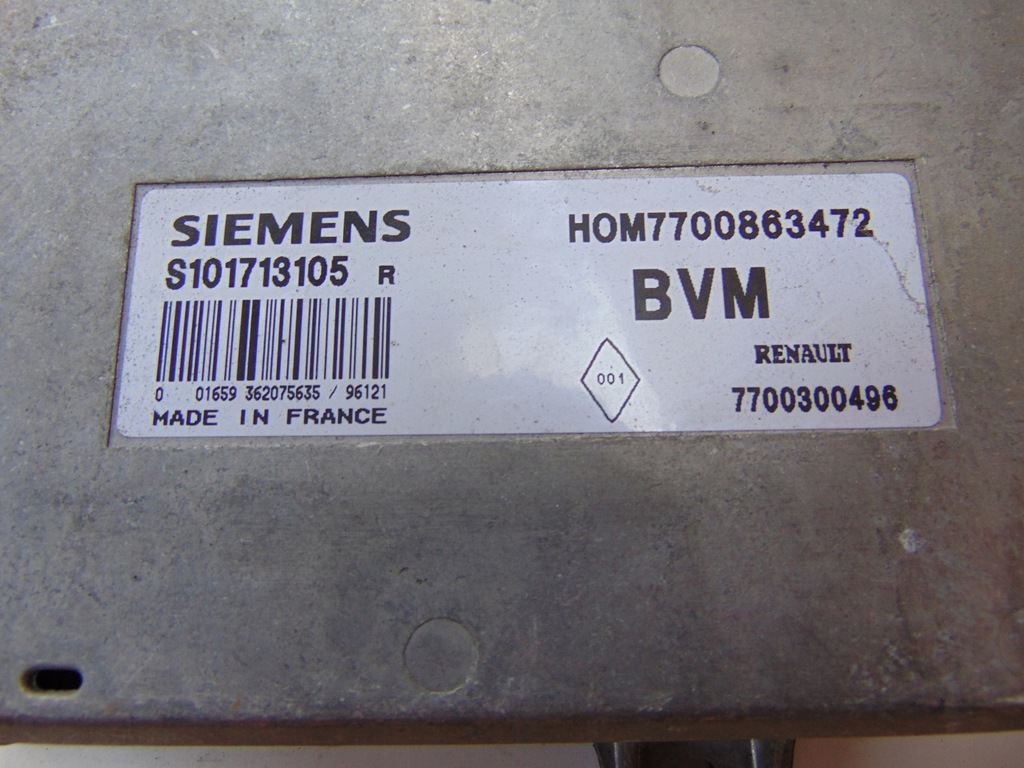 SIEMENS
S101713105 R
0 01659 362075635 / 96121
MADE IN FRANCE
HOM7700863472
BVM
001
RENAULT
7700300496